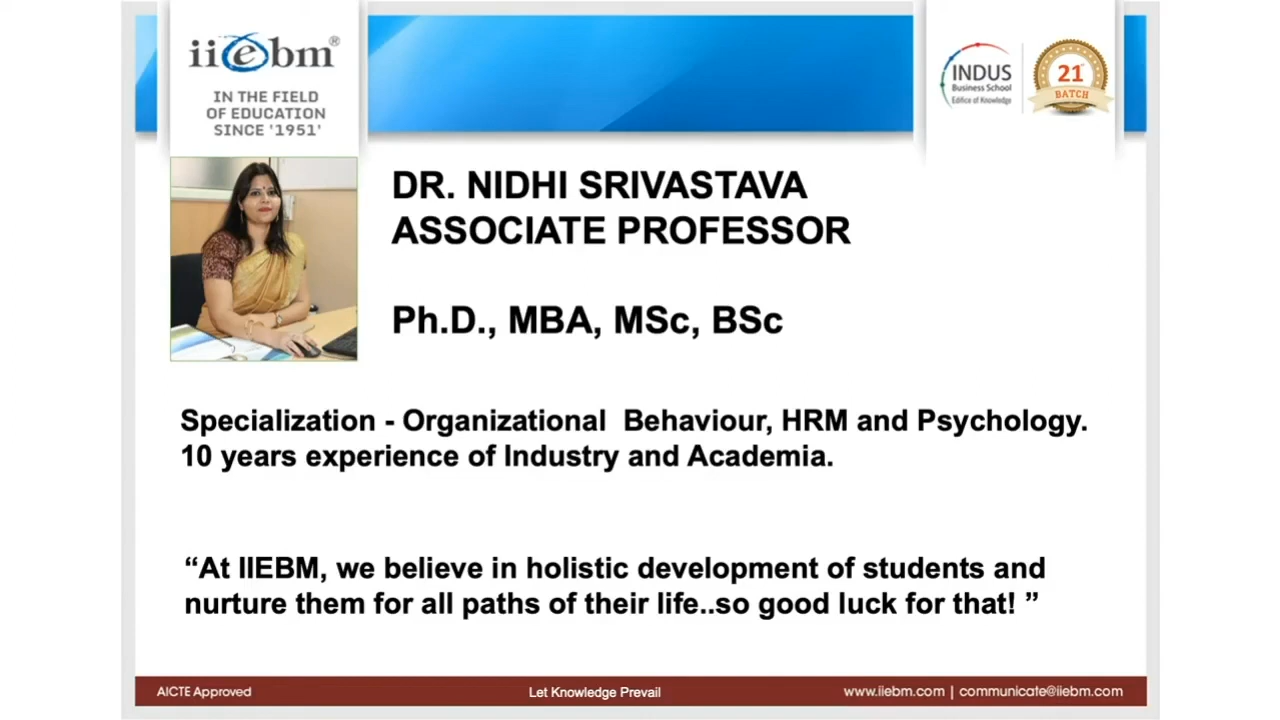 iiebm®
IN THE FIELD
OF EDUCATION
SINCE '1951'
INDUS
Business School
Edifice of Knowledge
21st
BATCH
DR. NIDHI SRIVASTAVA
ASSOCIATE PROFESSOR
Ph.D., MBA, MSc, BSc
Specialization - Organizational Behaviour, HRM and Psychology.
10 years experience of Industry and Academia.
“At IIEBM, we believe in holistic development of students and
nurture them for all paths of their life..so good luck for that! ”
AICTE Approved
Let Knowledge Prevail
www.iiebm.com | communicate@iiebm.com